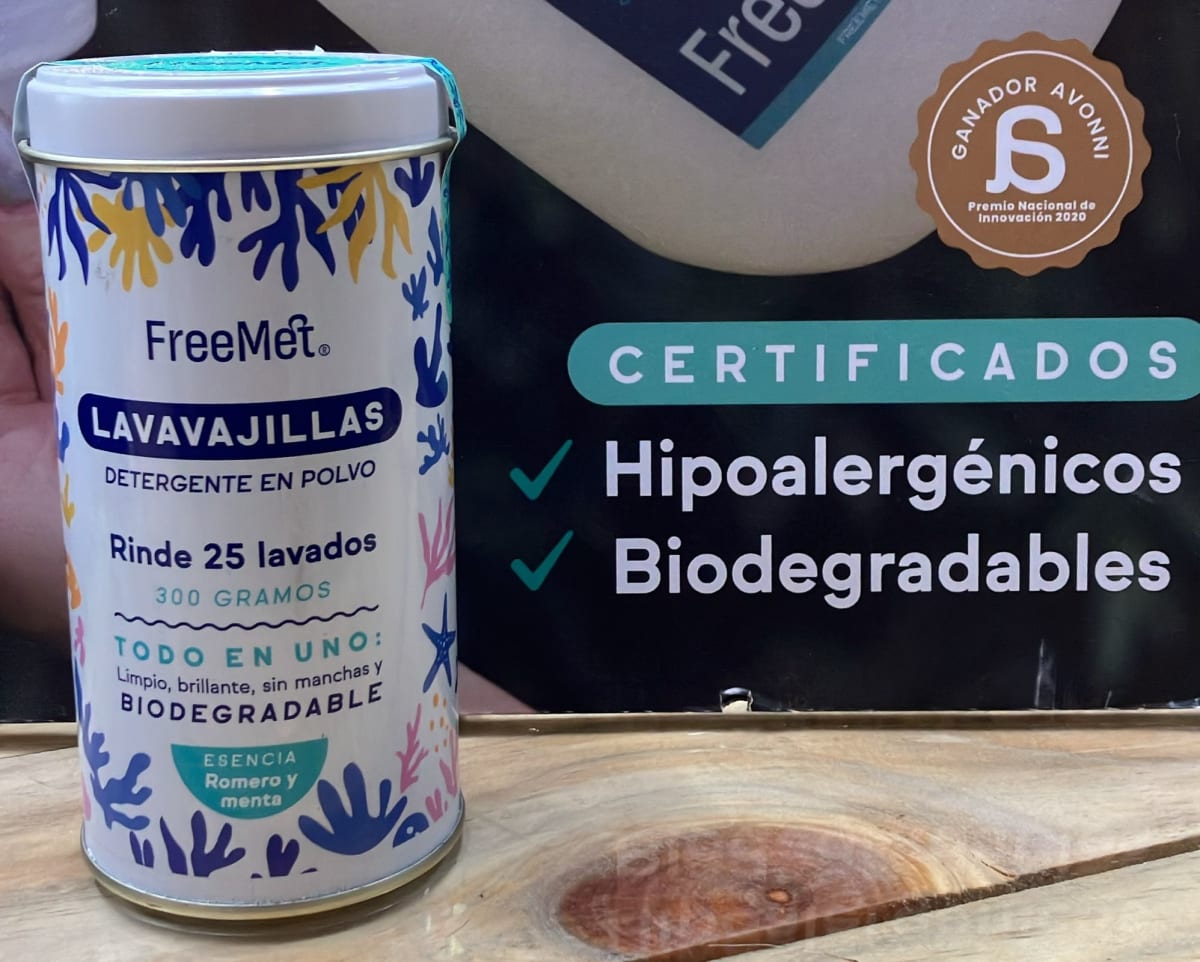 FreeMet®
LAVAVAJILLAS
DETERGENTE EN POLVO
Rinde 25 lavados
300 GRAMOS
TODO EN UNO:
Limpio, brillante, sin manchas y
BIODEGRADABLE
ESENCIA
Romero y
menta
Free
GANADOR AVONNI
Premio Nacional de
Innovación 2020
CERTIFICADOS
Hipoalergénicos
Biodegradables